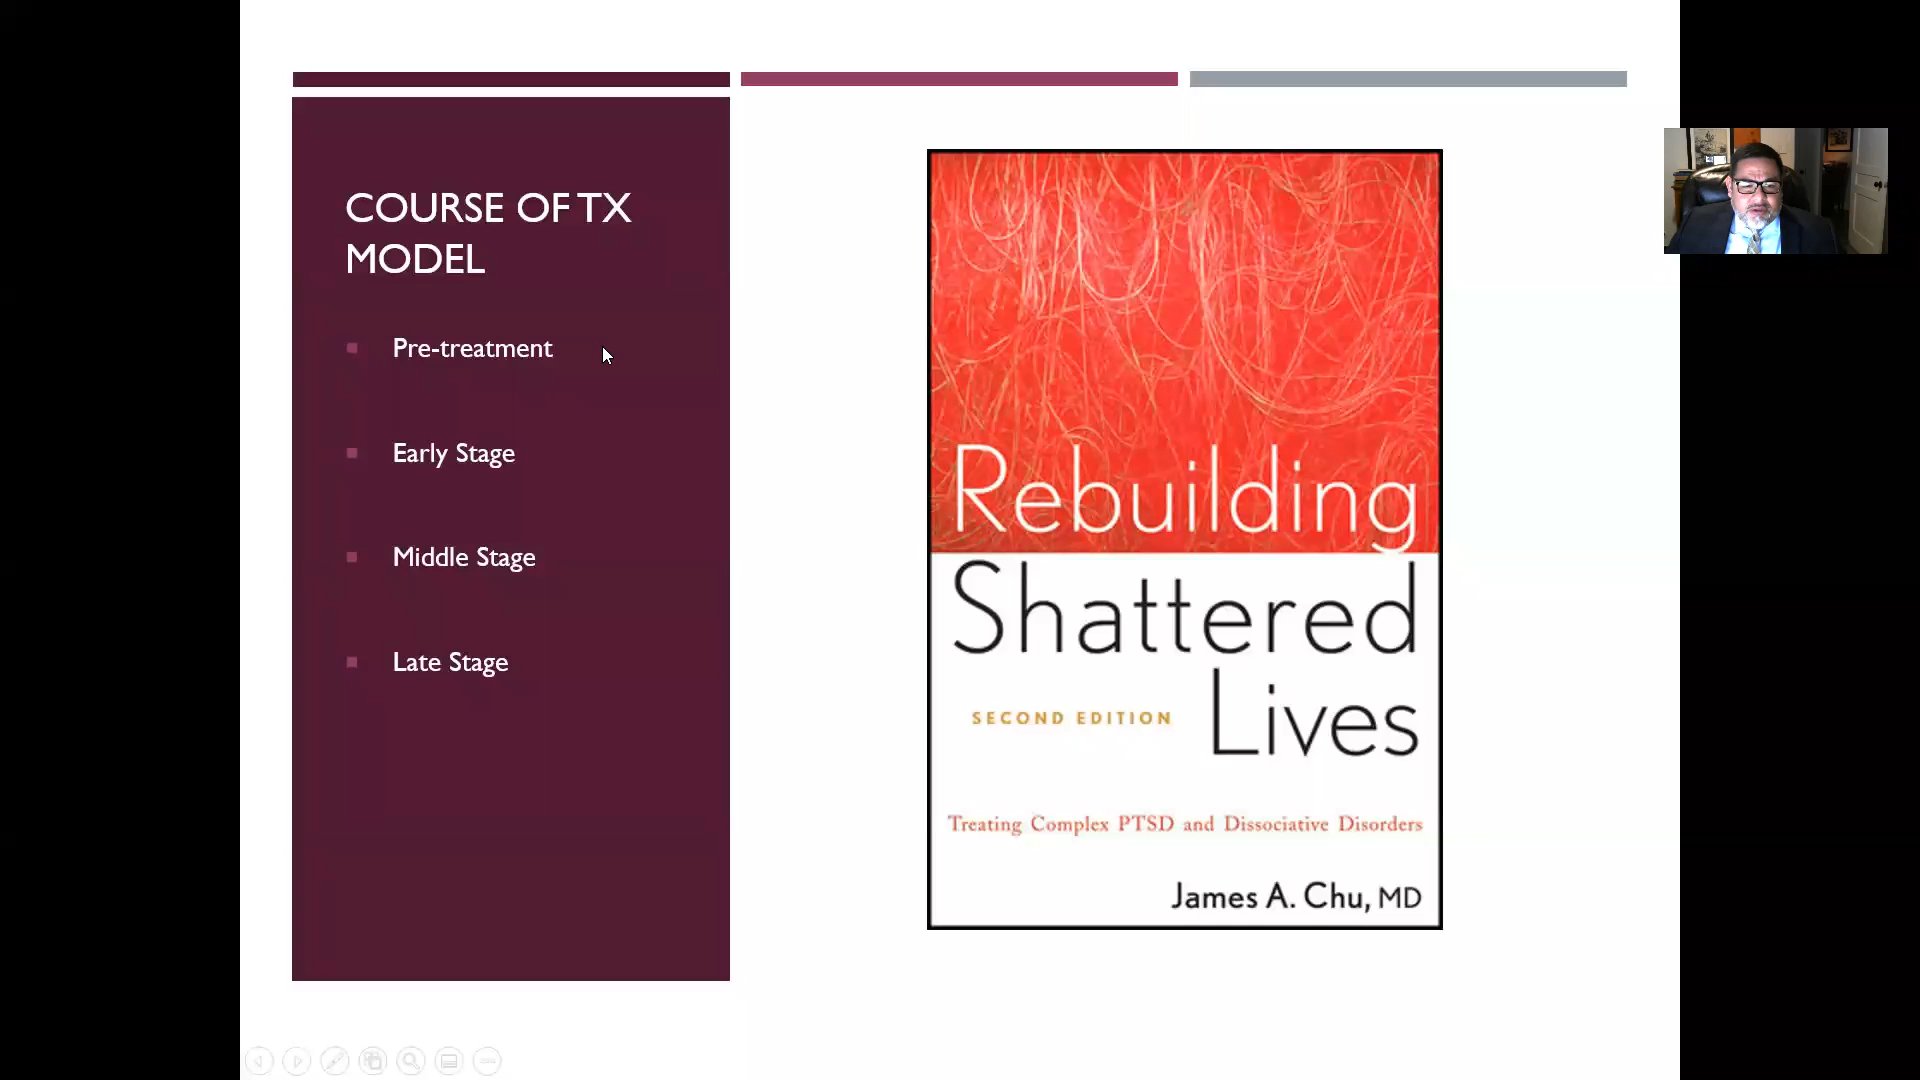 COURSE OF TX
MODEL
Pre-treatment
Early Stage
Middle Stage
Late Stage
Rebuilding
Shattered
SECOND EDITION Lives
Treating Complex PTSD and Dissociative Disorders
James A. Chu, MD